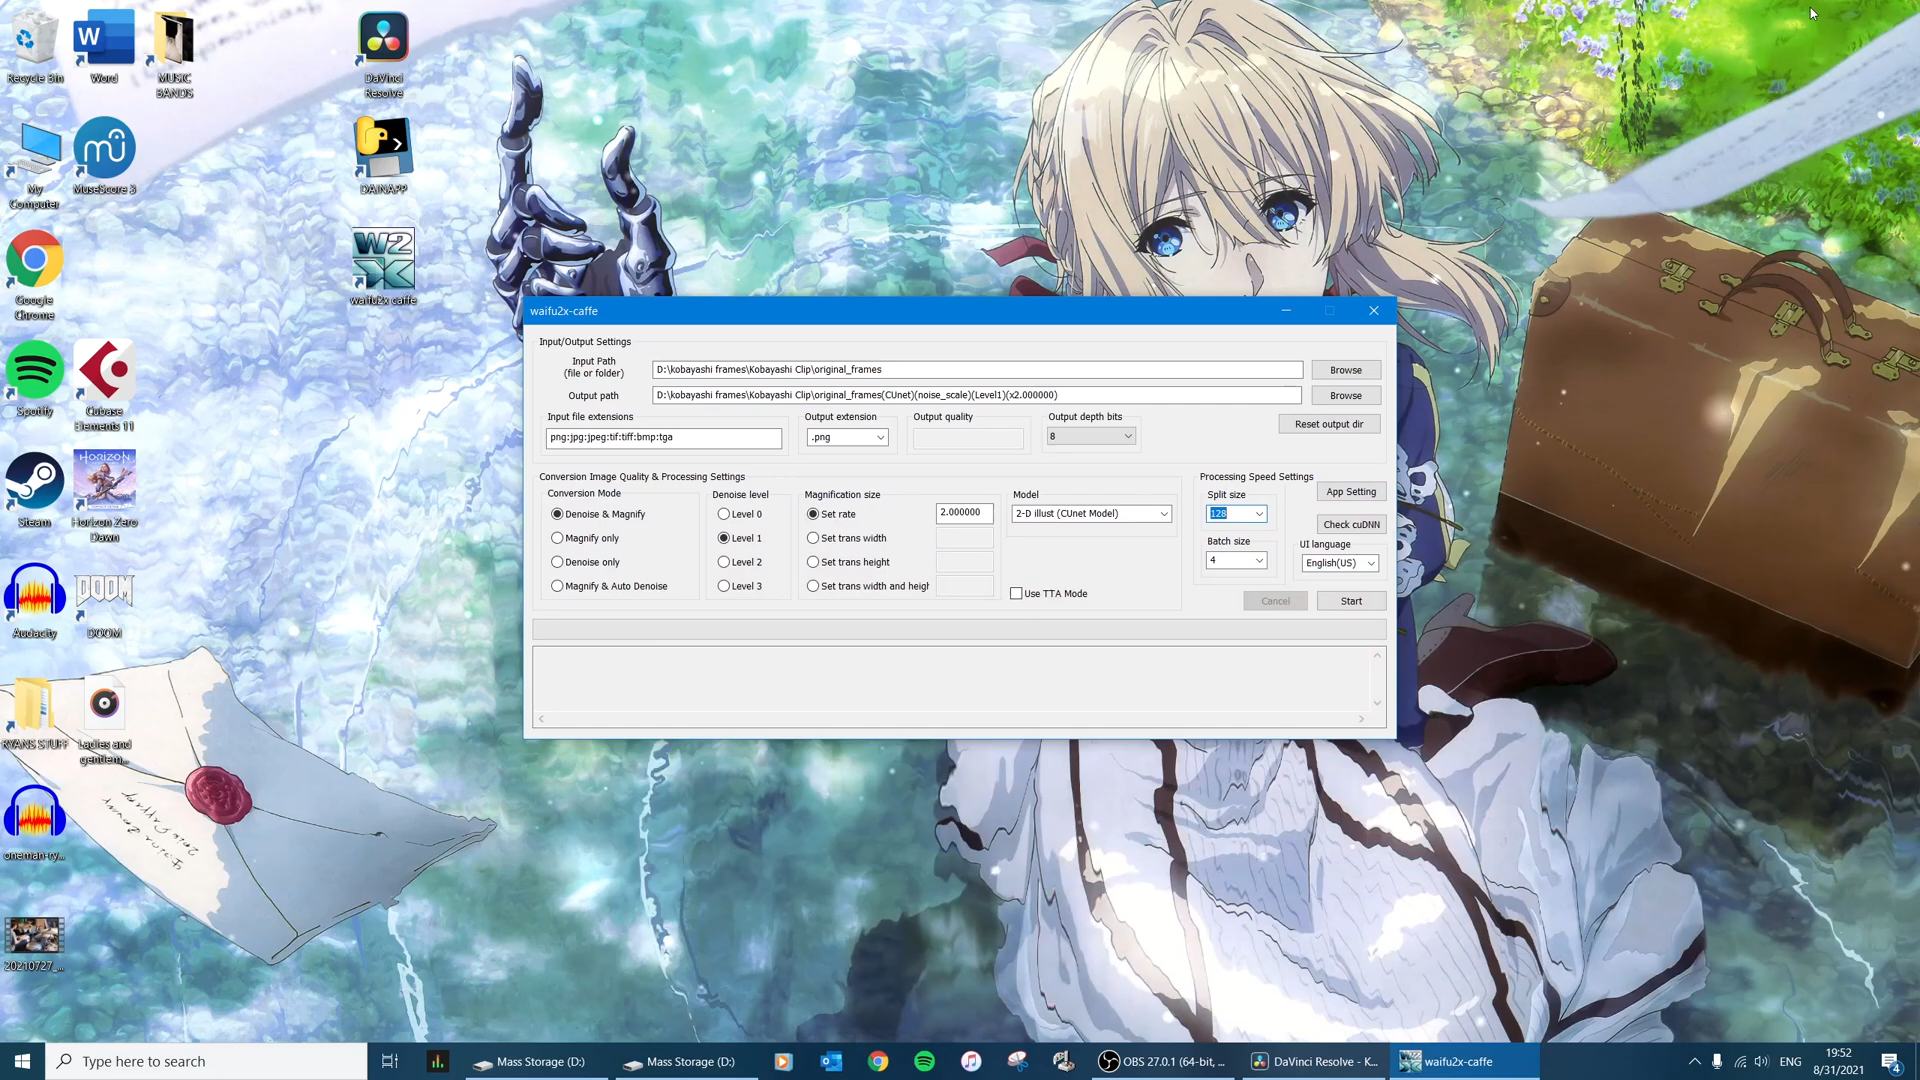 Recycle Bin
Word
MUSIC
BANDS
DaVinci
Resolve
My
Computer
MuseScore 3
DAINAPP
Google
Chrome
W2
X
waifu2x caffe
Spotify
Cubase
Elements 11
Steam
HORIZON
Horizon Zero
Dawn
Audacity
DOOM
DOOM
RYANS STUFF
Ladies and
gentlem...
oneman-ry...
20210727_...
waifu2x-caffe
Input/Output Settings
Input Path
(file or folder)
D:\kobayashi frames\Kobayashi Clip\original_frames
Browse
Output path
D:\kobayashi frames\Kobayashi Clip\original_frames(CUnet)(noise_scale)(Level1)(x2.000000)
Browse
Input file extensions
Output extension
Output quality
Output depth bits
Reset output dir
png:jpg:jpeg:tif:tiff:bmp:tga
.png
8
Conversion Image Quality & Processing Settings
Processing Speed Settings
Conversion Mode
Denoise level
Magnification size
Model
Split size
App Setting
Denoise & Magnify
Level 0
Set rate
2.000000
2-D illust (CUnet Model)
128
Check cuDNN
Magnify only
Level 1
Set trans width
Batch size
UI language
Denoise only
Level 2
Set trans height
4
English(US)
Magnify & Auto Denoise
Level 3
Set trans width and heigh
Use TTA Mode
Cancel
Start
Type here to search
Mass Storage (D:)
Mass Storage (D:)
OBS 27.0.1 (64-bit, ...
DaVinci Resolve - K...
waifu2x-caffe
ENG
19:52
8/31/2021
4